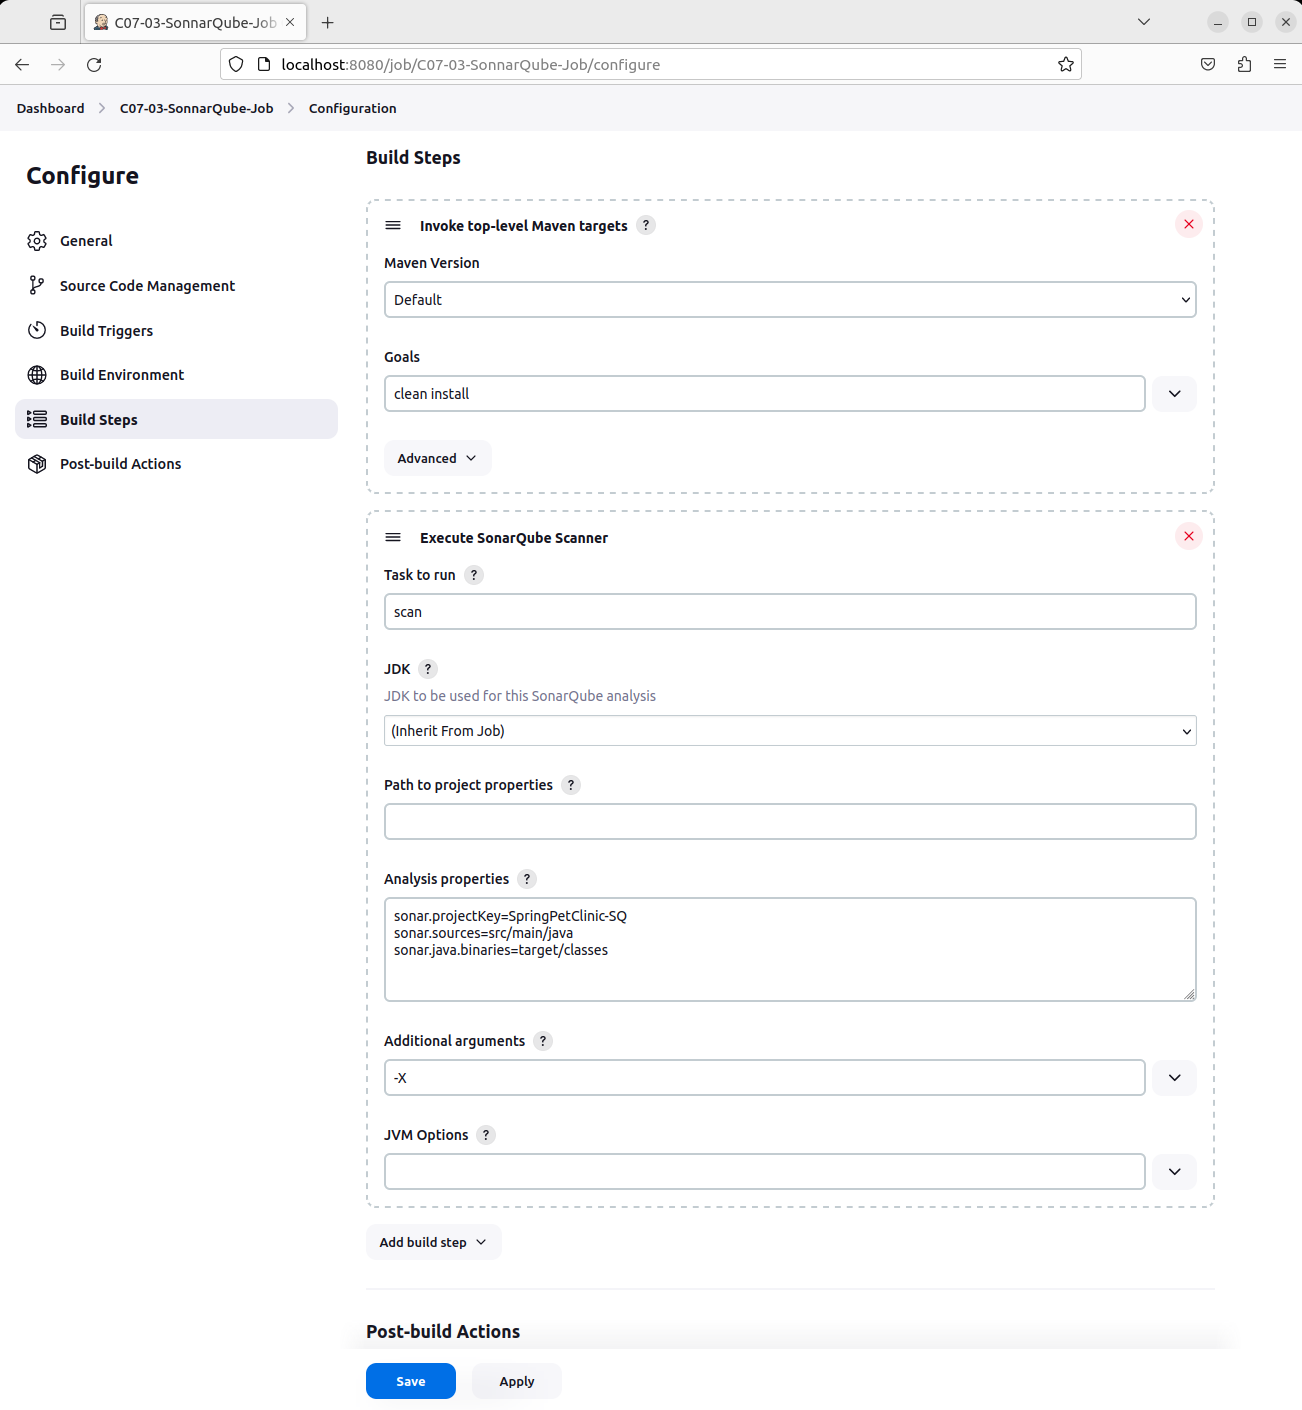 C07-03-SonnarQube-Job
localhost:8080/job/C07-03-SonnarQube-Job/configure
Dashboard
C07-03-SonnarQube-Job
Configuration
Configure
General
Source Code Management
Build Triggers
Build Environment
Build Steps
Post-build Actions
Build Steps
Invoke top-level Maven targets ?
Maven Version
Default
Goals
clean install
Advanced
Execute SonarQube Scanner
Task to run ?
scan
JDK ?
JDK to be used for this SonarQube analysis
(Inherit From Job)
Path to project properties ?
Analysis properties ?
sonar.projectKey=SpringPetClinic-SQ
sonar.sources=src/main/java
sonar.java.binaries=target/classes
Additional arguments ?
-X
JVM Options ?
Add build step
Post-build Actions
Save
Apply